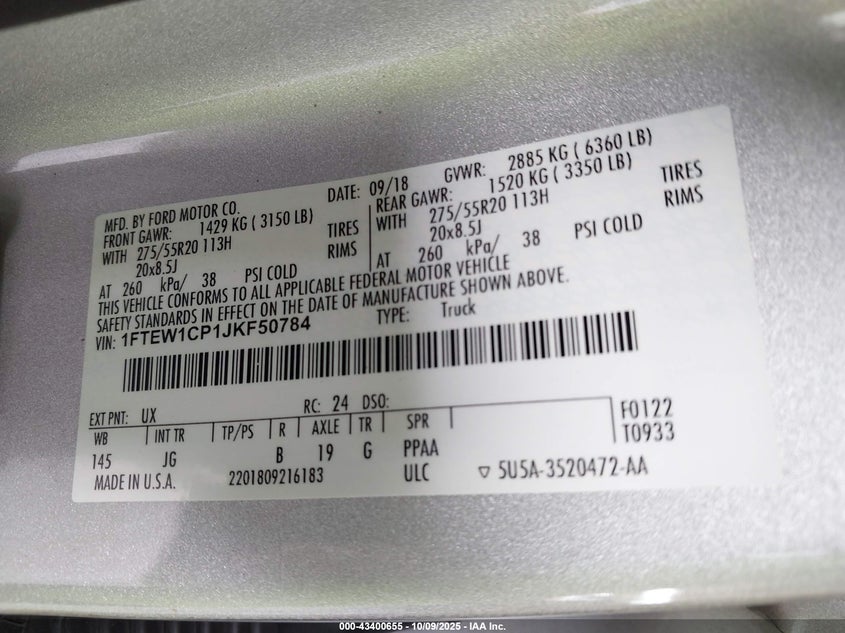 MFD. BY FORD MOTOR CO.
DATE: 09/18 GVWR: 2885 KG ( 6360 LB)
FRONT GAWR: 1429 KG ( 3150 LB)
WITH 275/55R20 113H TIRES
20x8.5J RIMS
AT 260 kPa/ 38 PSI COLD
REAR GAWR: 1520 KG ( 3350 LB)
WITH 275/55R20 113H TIRES
20x8.5J RIMS
AT 260 kPa/ 38 PSI COLD
THIS VEHICLE CONFORMS TO ALL APPLICABLE FEDERAL MOTOR VEHICLE
SAFETY STANDARDS IN EFFECT ON THE DATE OF MANUFACTURE SHOWN ABOVE.
VIN: 1FTEW1CP1JKF50784 TYPE: Truck
EXT PNT: UX RC: 24 DSO:
WB INT TR TP/PS R AXLE TR SPR F0122
145 JG B 19 G PPAA T0933
MADE IN U.S.A. 2201809216183 ULC ▽ 5U5A-3520472-AA
000-43400655 - 10/09/2025 - IAA Inc.